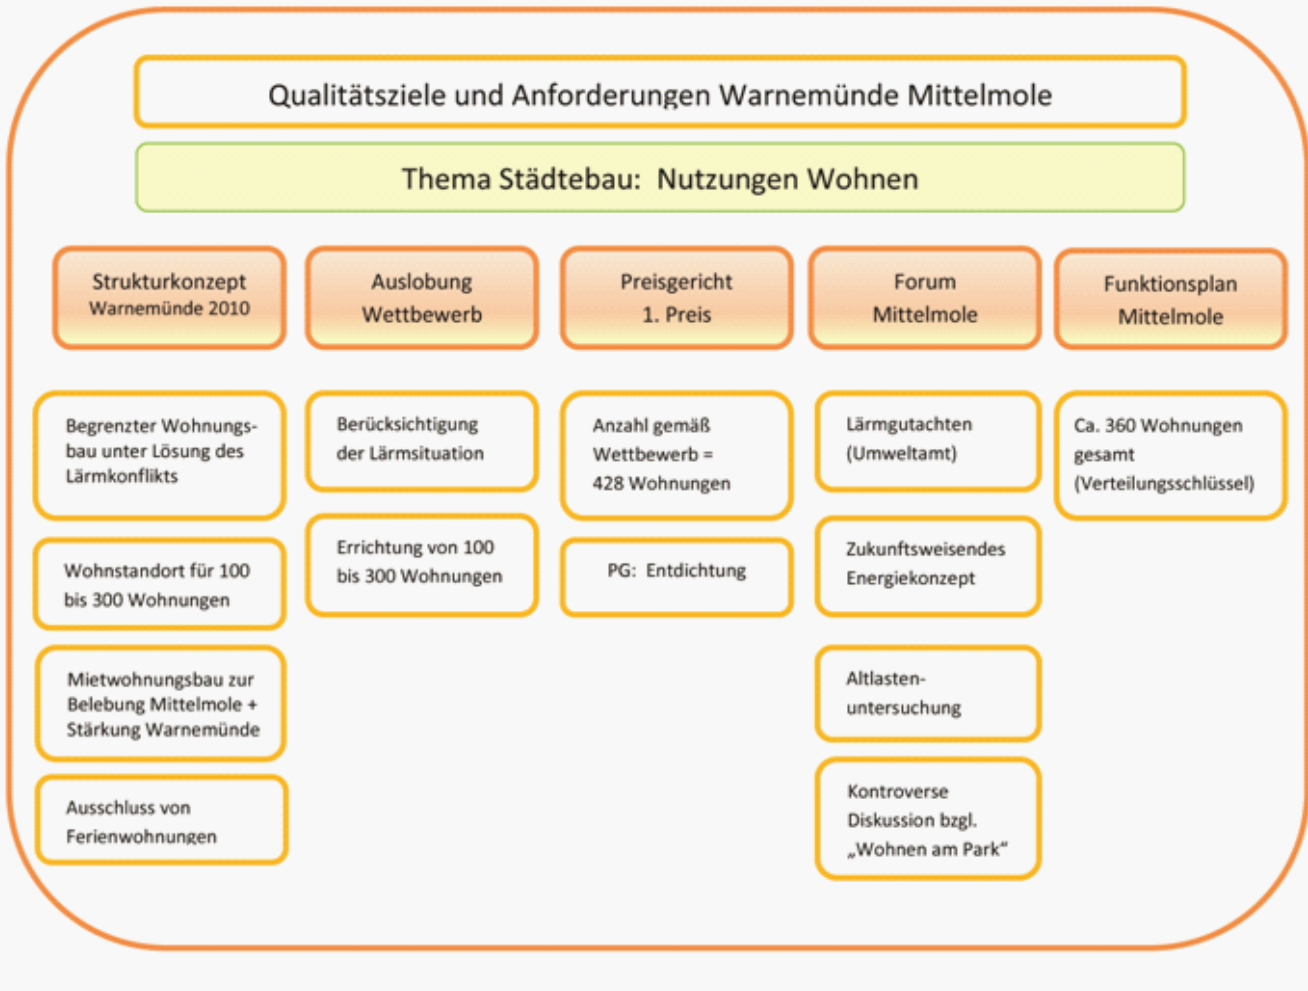 Qualitätsziele und Anforderungen Warnemünde Mittelmole
Thema Städtebau: Nutzungen Wohnen
Strukturkonzept
Warnemünde 2010
Begrenzter Wohnungs-
bau unter Lösung des
Lärmkonflikts
Wohnstandort für 100
bis 300 Wohnungen
Mietwohnungsbau zur
Belebung Mittelmole +
Stärkung Warnemünde
Ausschluss von
Ferienwohnungen
Auslobung
Wettbewerb
Berücksichtigung
der Lärmsituation
Errichtung von 100
bis 300 Wohnungen
Preisgericht
1. Preis
Anzahl gemäß
Wettbewerb =
428 Wohnungen
PG: Entdichtung
Forum
Mittelmole
Lärmgutachten
(Umweltamt)
Zukunftsweisendes
Energiekonzept
Altlasten-
untersuchung
Kontroverse
Diskussion bzgl.
„Wohnen am Park“
Funktionsplan
Mittelmole
Ca. 360 Wohnungen
gesamt
(Verteilungsschlüssel)